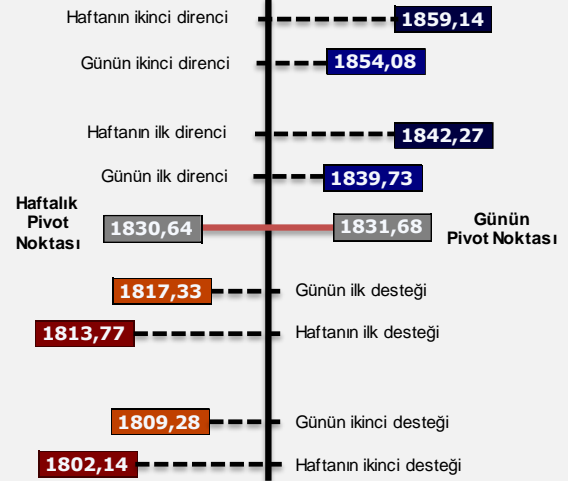 Haftanın ikinci direnci 1859,14
Günün ikinci direnci 1854,08
Haftanın ilk direnci 1842,27
Günün ilk direnci 1839,73
Haftalık
Pivot
Noktası
1830,64 1831,68
Günün
Pivot Noktası
1817,33 Günün ilk desteği
1813,77 Haftanın ilk desteği
1809,28 Günün ikinci desteği
1802,14 Haftanın ikinci desteği